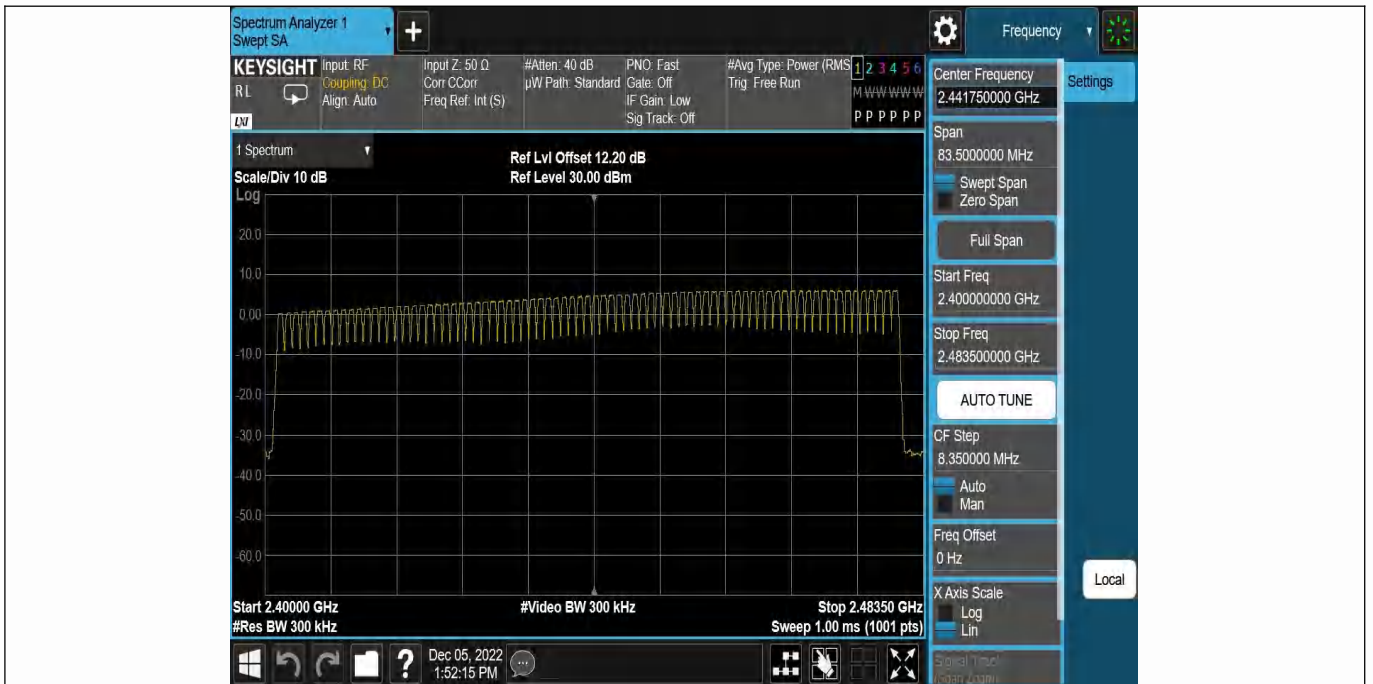 Spectrum Analyzer 1
Swept SA
Frequency
KEYSIGHT
RL
LXI
Input: RF
Coupling: DC
Align: Auto
Input Z: 50 Ω
Corr CCorr
Freq Ref: Int (S)
#Atten: 40 dB
µW Path: Standard
PNO: Fast
Gate: Off
IF Gain: Low
Sig Track: Off
#Avg Type: Power (RMS
Trig: Free Run
1 2 3 4 5 6
M W W W W W
P P P P P P
Center Frequency
2.441750000 GHz
Settings
Span
83.5000000 MHz
Swept Span
Zero Span
Full Span
Start Freq
2.400000000 GHz
Stop Freq
2.483500000 GHz
AUTO TUNE
CF Step
8.350000 MHz
Auto
Man
Freq Offset
0 Hz
X Axis Scale
Log
Lin
Signal Track
(Span Zoom)
Local
1 Spectrum
Scale/Div 10 dB
Ref Lvl Offset 12.20 dB
Ref Level 30.00 dBm
Log
20.0
10.0
0.00
-10.0
-20.0
-30.0
-40.0
-50.0
-60.0
Start 2.40000 GHz
#Res BW 300 kHz
#Video BW 300 kHz
Stop 2.48350 GHz
Sweep 1.00 ms (1001 pts)
?
Dec 05, 2022
1:52:15 PM